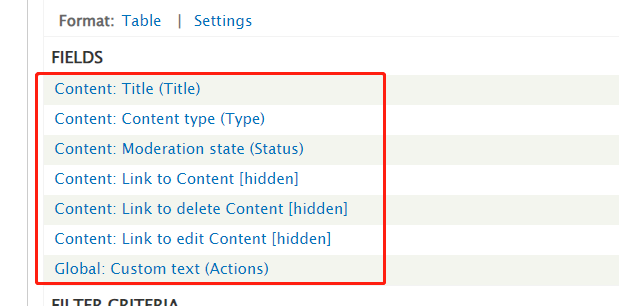 Format: Table | Settings
FIELDS
Content: Title (Title)
Content: Content type (Type)
Content: Moderation state (Status)
Content: Link to Content [hidden]
Content: Link to delete Content [hidden]
Content: Link to edit Content [hidden]
Global: Custom text (Actions)
FILTER CRITERIA